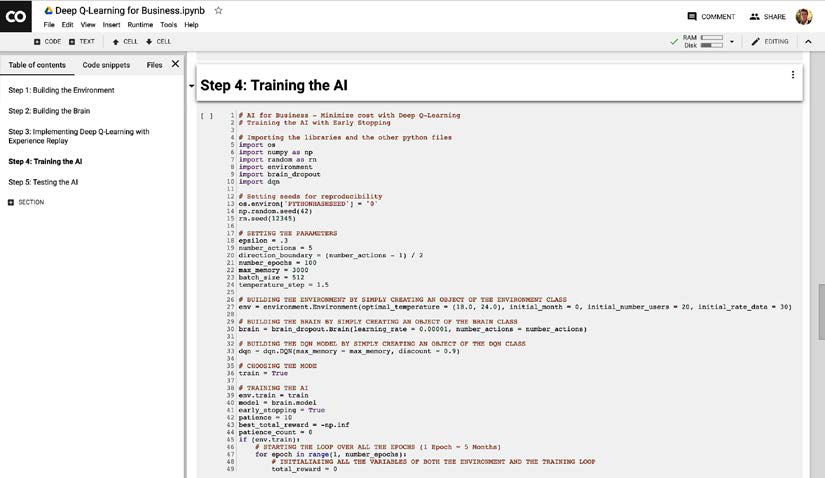 CO
Deep Q-Learning for Business.ipynb
File Edit View Insert Runtime Tools Help
COMMENT
SHARE
CODE TEXT CELL CELL
RAM
Disk
EDITING
Table of contents Code snippets Files
Step 1: Building the Environment
Step 2: Building the Brain
Step 3: Implementing Deep Q-Learning with
Experience Replay
Step 4: Training the AI
Step 5: Testing the AI
SECTION
Step 4: Training the AI
[ ]
1 # AI for Business - Minimize cost with Deep Q-Learning
2 # Training the AI with Early Stopping
3
4 # Importing the libraries and the other python files
5 import os
6 import numpy as np
7 import random as rn
8 import environment
9 import brain_dropout
10 import dqn
11
12 # Setting seeds for reproducibility
13 os.environ['PYTHONHASHSEED'] = '0'
14 np.random.seed(42)
15 rn.seed(12345)
16
17 # SETTING THE PARAMETERS
18 epsilon = .3
19 number_actions = 5
20 direction_boundary = (number_actions - 1) / 2
21 number_epochs = 100
22 max_memory = 3000
23 batch_size = 512
24 temperature_step = 1.5
25
26 # BUILDING THE ENVIRONMENT BY SIMPLY CREATING AN OBJECT OF THE ENVIRONMENT CLASS
27 env = environment.Environment(optimal_temperature = (18.0, 24.0), initial_month = 0, initial_number_users = 20, initial_rate_data = 30)
28
29 # BUILDING THE BRAIN BY SIMPLY CREATING AN OBJECT OF THE BRAIN CLASS
30 brain = brain_dropout.Brain(learning_rate = 0.00001, number_actions = number_actions)
31
32 # BUILDING THE DQN MODEL BY SIMPLY CREATING AN OBJECT OF THE DQN CLASS
33 dqn = dqn.DQN(max_memory = max_memory, discount = 0.9)
34
35 # CHOOSING THE MODE
36 train = True
37
38 # TRAINING THE AI
39 env.train = train
40 model = brain.model
41 early_stopping = True
42 patience = 10
43 best_total_reward = -np.inf
44 patience_count = 0
45 if (env.train):
46 # STARTING THE LOOP OVER ALL THE EPOCHS (1 Epoch = 5 Months)
47 for epoch in range(1, number_epochs):
48 # INITIALIAZING ALL THE VARIABLES OF BOTH THE ENVIRONMENT AND THE TRAINING LOOP
49 total_reward = 0